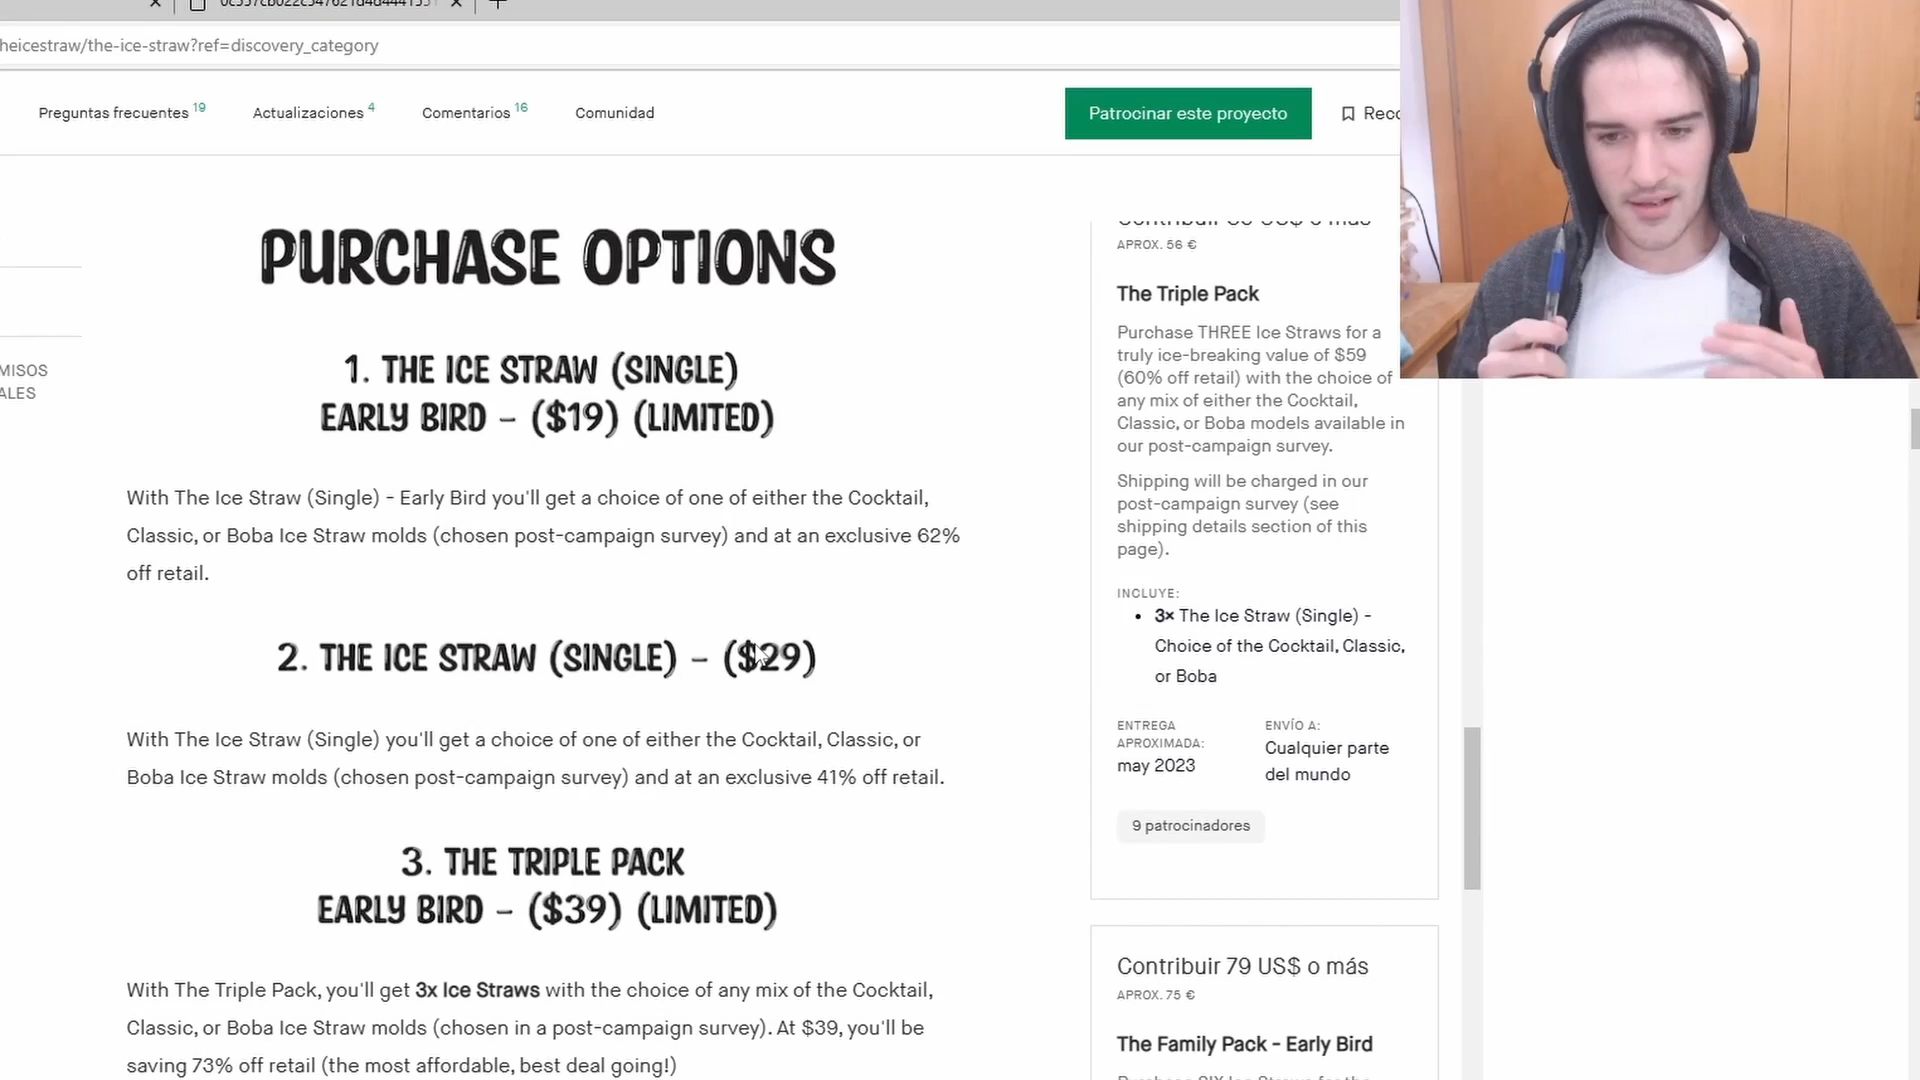 heicestraw/the-ice-straw?ref=discovery_category
Preguntas frecuentes 19
Actualizaciones 4
Comentarios 16
Comunidad
Patrocinar este proyecto
PURCHASE OPTIONS
1. THE ICE STRAW (SINGLE)
EARLY BIRD – ($19) (LIMITED)
With The Ice Straw (Single) - Early Bird you'll get a choice of one of either the Cocktail,
Classic, or Boba Ice Straw molds (chosen post-campaign survey) and at an exclusive 62%
off retail.
2. THE ICE STRAW (SINGLE) – ($29)
With The Ice Straw (Single) you'll get a choice of one of either the Cocktail, Classic, or
Boba Ice Straw molds (chosen post-campaign survey) and at an exclusive 41% off retail.
3. THE TRIPLE PACK
EARLY BIRD – ($39) (LIMITED)
With The Triple Pack, you'll get 3x Ice Straws with the choice of any mix of the Cocktail,
Classic, or Boba Ice Straw molds (chosen in a post-campaign survey). At $39, you'll be
saving 73% off retail (the most affordable, best deal going!)
APROX. 56 €
The Triple Pack
Purchase THREE Ice Straws for a
truly ice-breaking value of $59
(60% off retail) with the choice of
any mix of either the Cocktail,
Classic, or Boba models available in
our post-campaign survey.
Shipping will be charged in our
post-campaign survey (see
shipping details section of this
page).
INCLUYE:
• 3× The Ice Straw (Single) -
Choice of the Cocktail, Classic,
or Boba
ENTREGA
APROXIMADA:
may 2023
ENVÍO A:
Cualquier parte
del mundo
9 patrocinadores
Contribuir 79 US$ o más
APROX. 75 €
The Family Pack - Early Bird